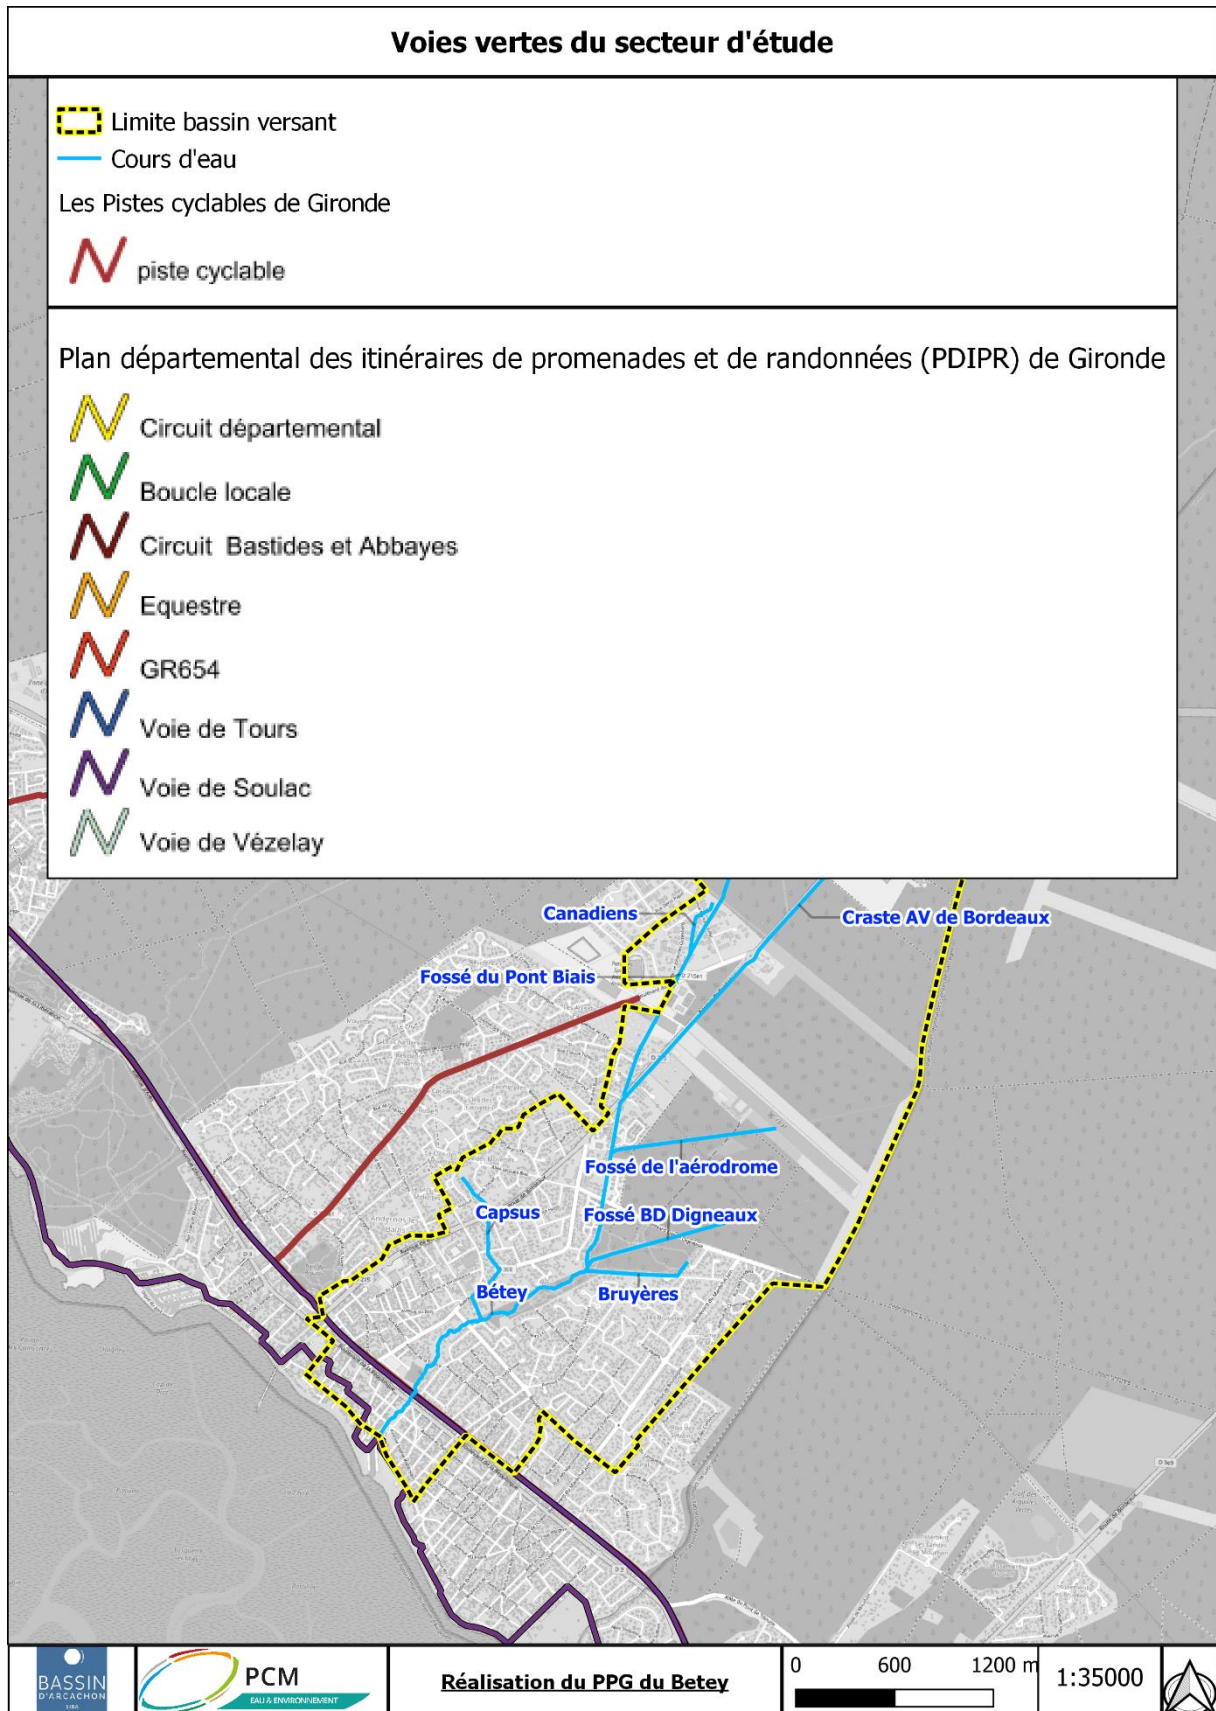 Voies vertes du secteur d'étude
Limite bassin versant
Cours d'eau
Les Pistes cyclables de Gironde
piste cyclable
Plan départemental des itinéraires de promenades et de randonnées (PDIPR) de Gironde
Circuit départemental
Boucle locale
Circuit Bastides et Abbayes
Equestre
GR654
Voie de Tours
Voie de Soulac
Voie de Vézelay
Canadiens
Craste AV de Bordeaux
Fossé du Pont Biais
Fossé de l'aérodrome
Capsus
Fossé BD Digneaux
Bétey
Bruyères
BASSIN
D'ARCACHON
SIBA
PCM
EAU & ENVIRONNEMENT
Réalisation du PPG du Betey
0 600 1200 m
1:35000